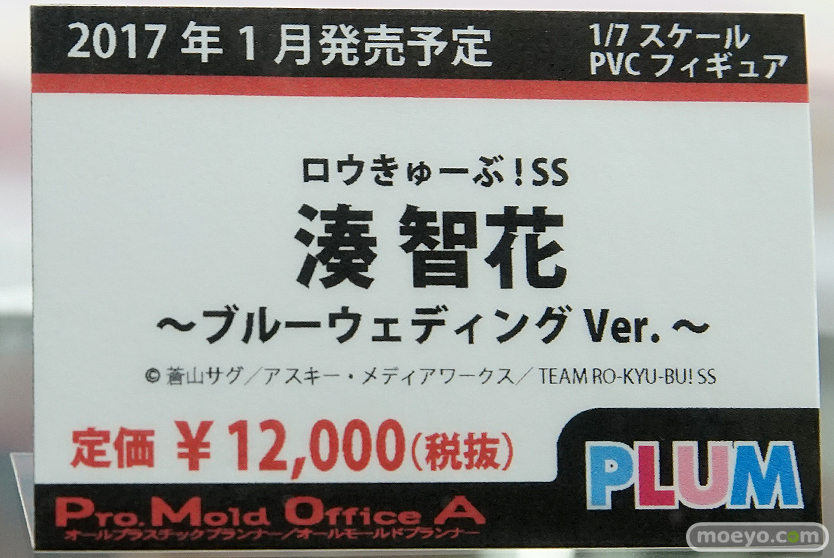 2017年1月発売予定
1/7 スケール
PVC フィギュア
ロウきゅーぶ!SS
湊 智花
～ブルーウェディング Ver.～
© 蒼山サグ／アスキー・メディアワークス／ TEAM RO-KYU-BU! SS
定価 ￥12,000(税抜)
PLUM
Pro. Mold Office A
オールプラスチックプランナー/オールモールドプランナー
moeyo.com